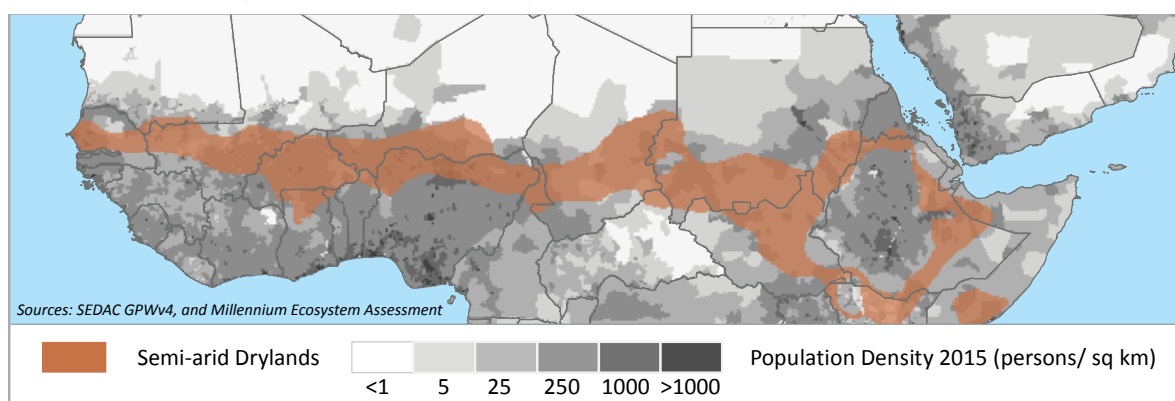 Sources: SEDAC GPWv4, and Millennium Ecosystem Assessment
Semi-arid Drylands
Population Density 2015 (persons/ sq km)
<1 5 25 250 1000 >1000